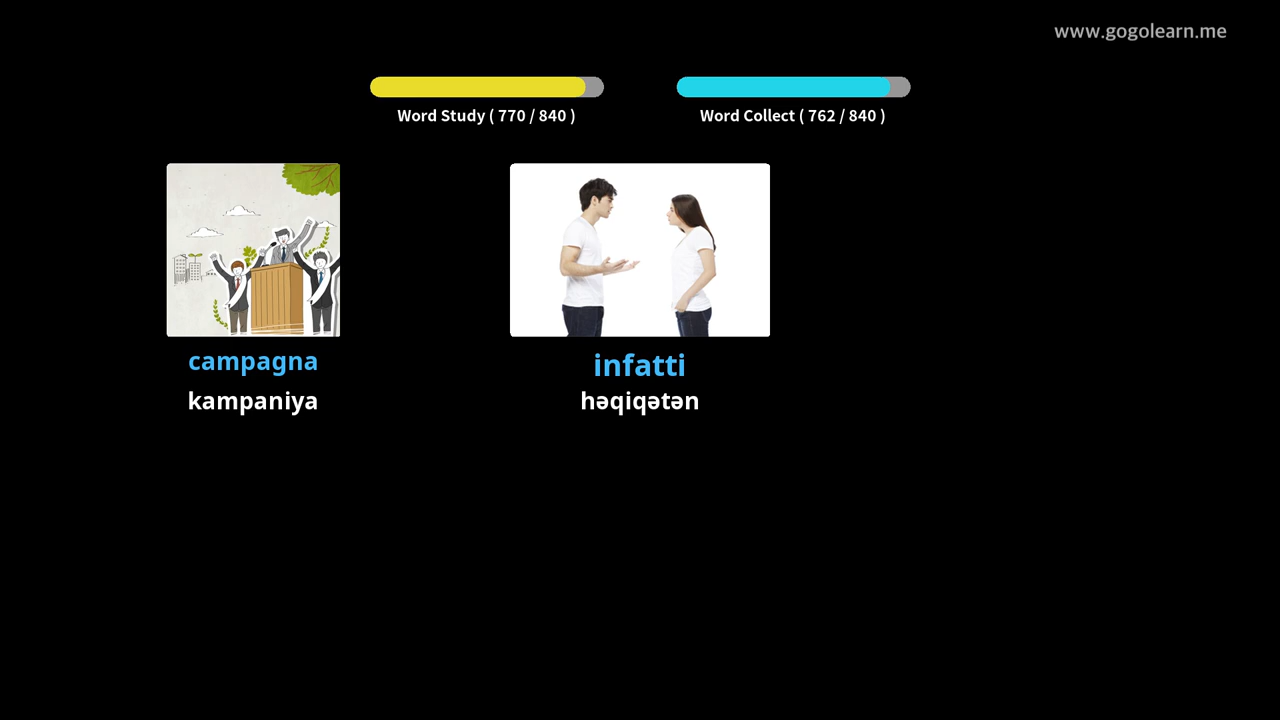 www.gogolearn.me
Word Study ( 770 / 840 )
Word Collect ( 762 / 840 )
campagna
kampaniya
infatti
həqiqətən